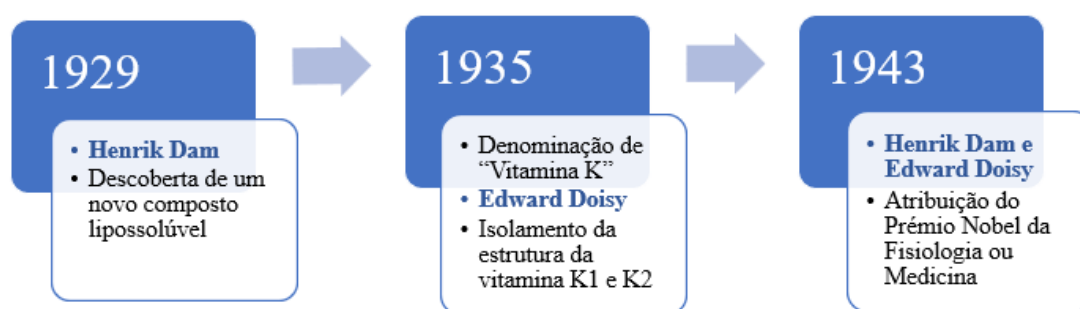 1929
• Henrik Dam
• Descoberta de um
novo composto
lipossolúvel
1935
• Denominação de
“Vitamina K”
• Edward Doisy
• Isolamento da
estrutura da
vitamina K1 e K2
1943
• Henrik Dam e
Edward Doisy
• Atribuição do
Prémio Nobel da
Fisiologia ou
Medicina